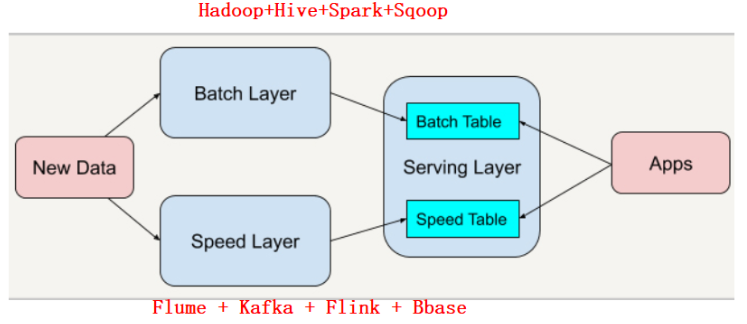 Hadoop+Hive+Spark+Sqoop
Batch Layer
Batch Table
New Data
Serving Layer
Apps
Speed Layer
Speed Table
Flume + Kafka + Flink + Bbase